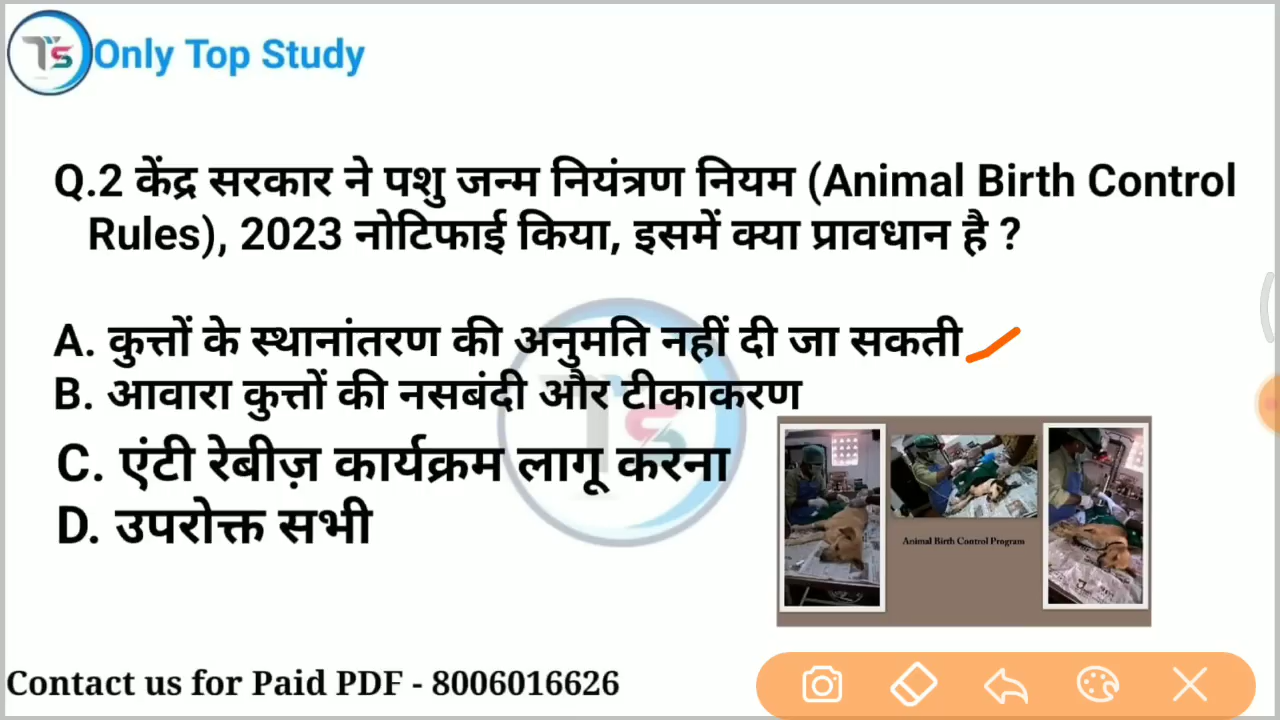 TS Only Top Study
Q.2 केंद्र सरकार ने पशु जन्म नियंत्रण नियम (Animal Birth Control
Rules), 2023 नोटिफाई किया, इसमें क्या प्रावधान है ?
A. कुत्तों के स्थानांतरण की अनुमति नहीं दी जा सकती
B. आवारा कुत्तों की नसबंदी और टीकाकरण
C. एंटी रेबीज़ कार्यक्रम लागू करना
D. उपरोक्त सभी
TS
Animal Birth Control Program
Contact us for Paid PDF - 8006016626